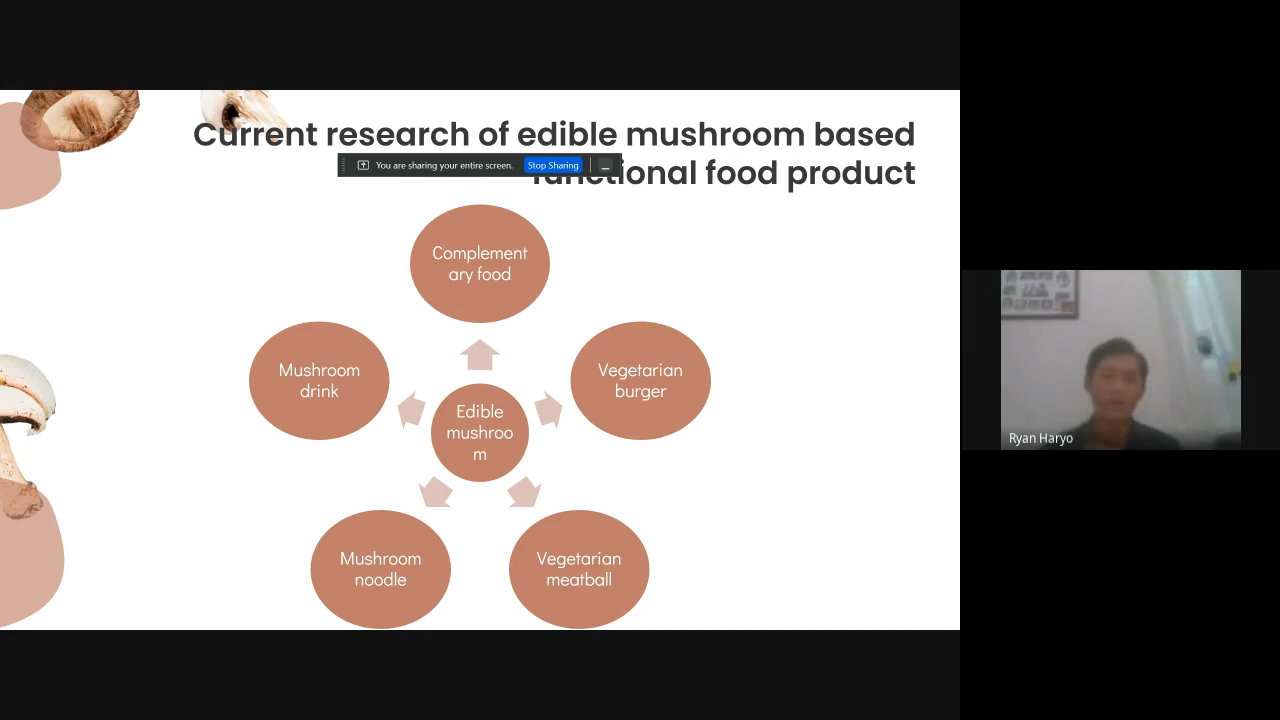 Current research of edible mushroom based
functional food product
You are sharing your entire screen.
Stop Sharing
Complement
ary food
Mushroom
drink
Vegetarian
burger
Edible
mushroo
m
Mushroom
noodle
Vegetarian
meatball
Ryan Haryo